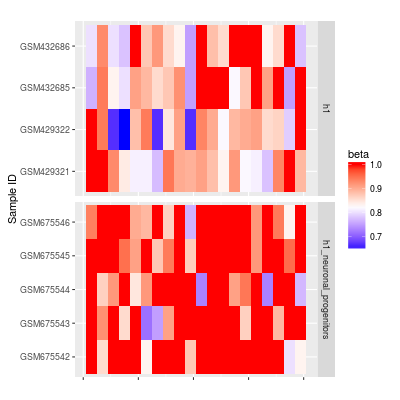 Sample ID
GSM432686
GSM432685
GSM429322
GSM429321
h1
GSM675546
GSM675545
GSM675544
GSM675543
GSM675542
h1_neuronal_progenitors
beta
1.0
0.9
0.8
0.7